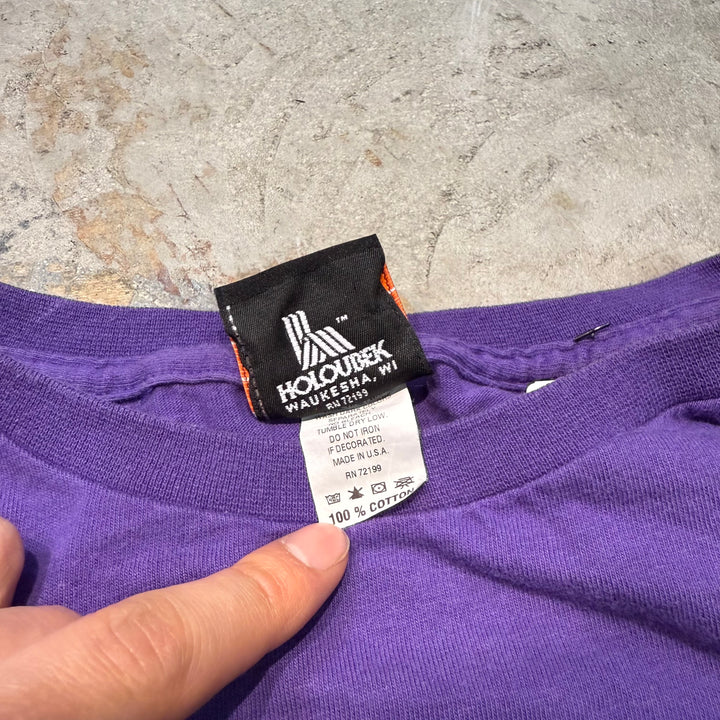 TM
HOLOUBEK
WAUKESHA, WI
RN 72199
TUMBLE DRY LOW.
DO NOT IRON
IF DECORATED.
MADE IN U.S.A.
RN 72199
100 % COTTON